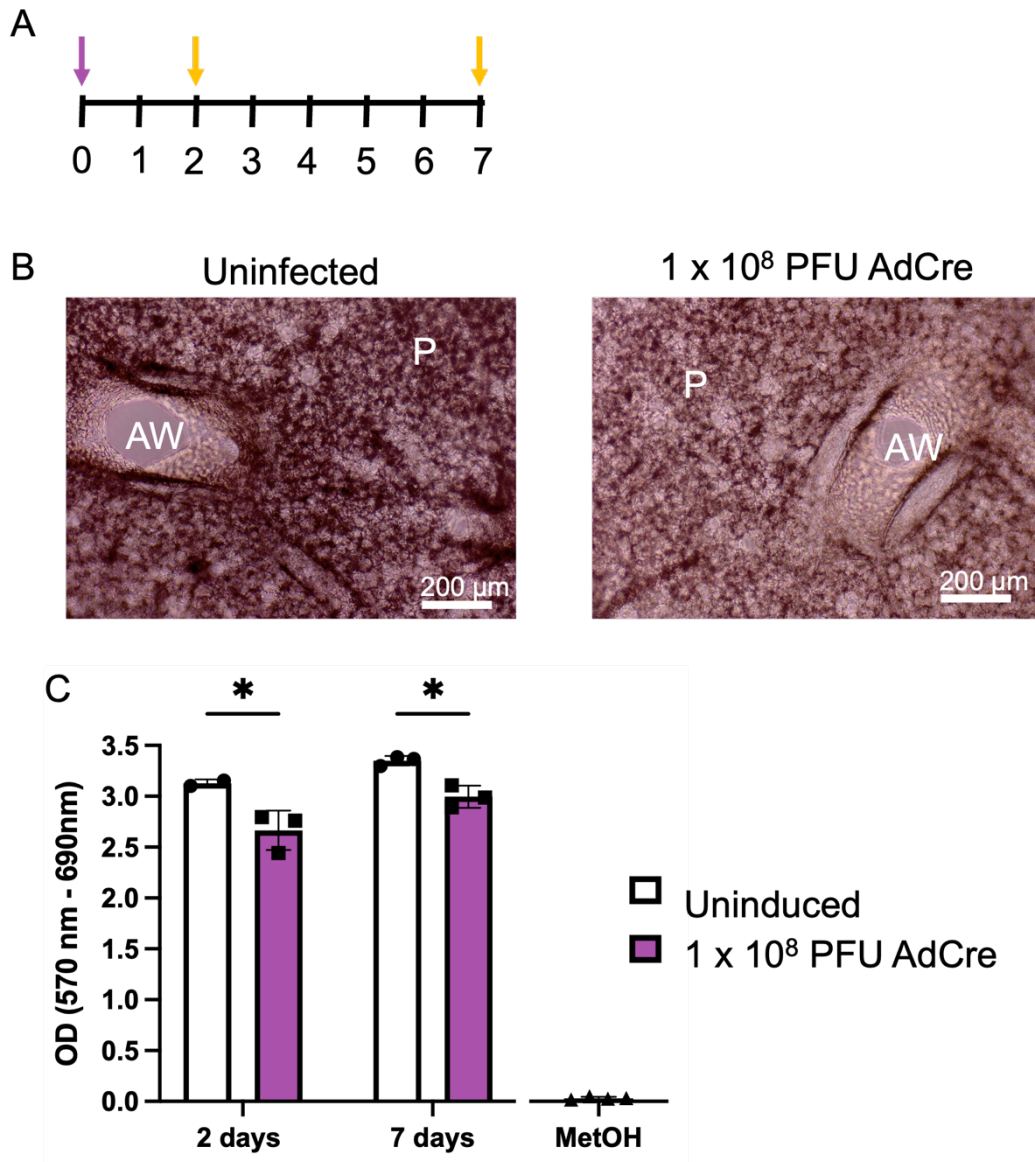 A
0 1 2 3 4 5 6 7
B
Uninfected
1 x 10⁸ PFU AdCre
P
AW
200 µm
P
AW
200 µm
C
* *
OD (570 nm - 690nm)
3.5
3.0
2.5
2.0
1.5
1.0
0.5
0.0
2 days 7 days MetOH
Uninduced
1 x 10⁸ PFU AdCre